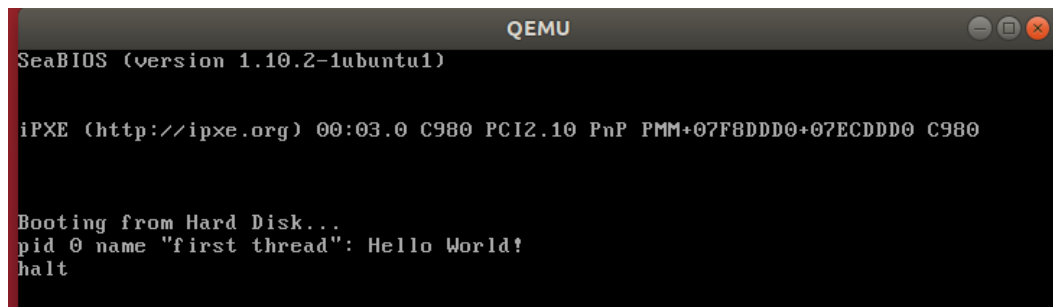 QEMU
SeaBIOS (version 1.10.2-1ubuntu1)
iPXE (http://ipxe.org) 00:03.0 C980 PCI2.10 PnP PMM+07F8DDD0+07ECDDD0 C980
Booting from Hard Disk...
pid 0 name "first thread": Hello World!
halt